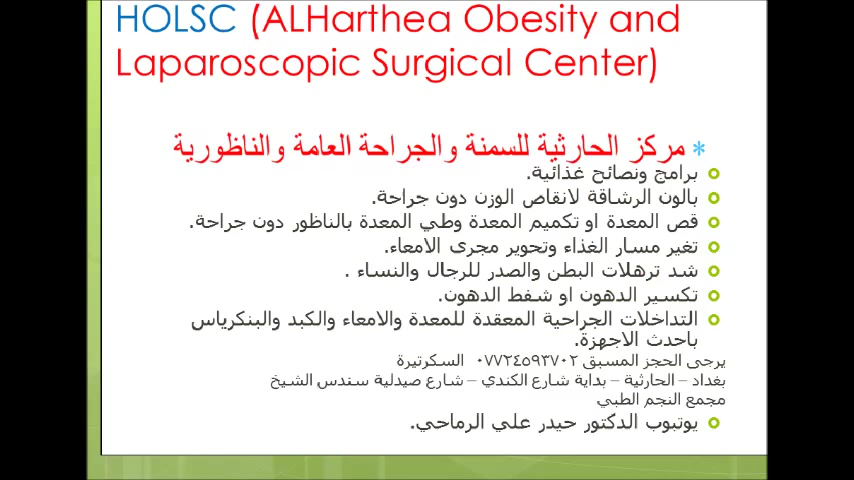 HOLSC (ALHarthea Obesity and
Laparoscopic Surgical Center)
* مركز الحارثية للسمنة والجراحة العامة والناظورية
برامج ونصائح غذائية.
بالون الرشاقة لانقاص الوزن دون جراحة.
قص المعدة او تكميم المعدة وطي المعدة بالناظور دون جراحة.
تغير مسار الغذاء وتحوير مجرى الامعاء.
شد ترهلات البطن والصدر للرجال والنساء .
تكسير الدهون او شفط الدهون.
التداخلات الجراحية المعقدة للمعدة والامعاء والكبد والبنكرياس
باحدث الاجهزة.
يرجى الحجز المسبق ٠٧٧٢٤٥٩٣٧٠٢ السكرتيرة
بغداد – الحارثية – بداية شارع الكندي – شارع صيدلية سندس الشيخ
مجمع النجم الطبي
يوتبوب الدكتور حيدر علي الرماحي.